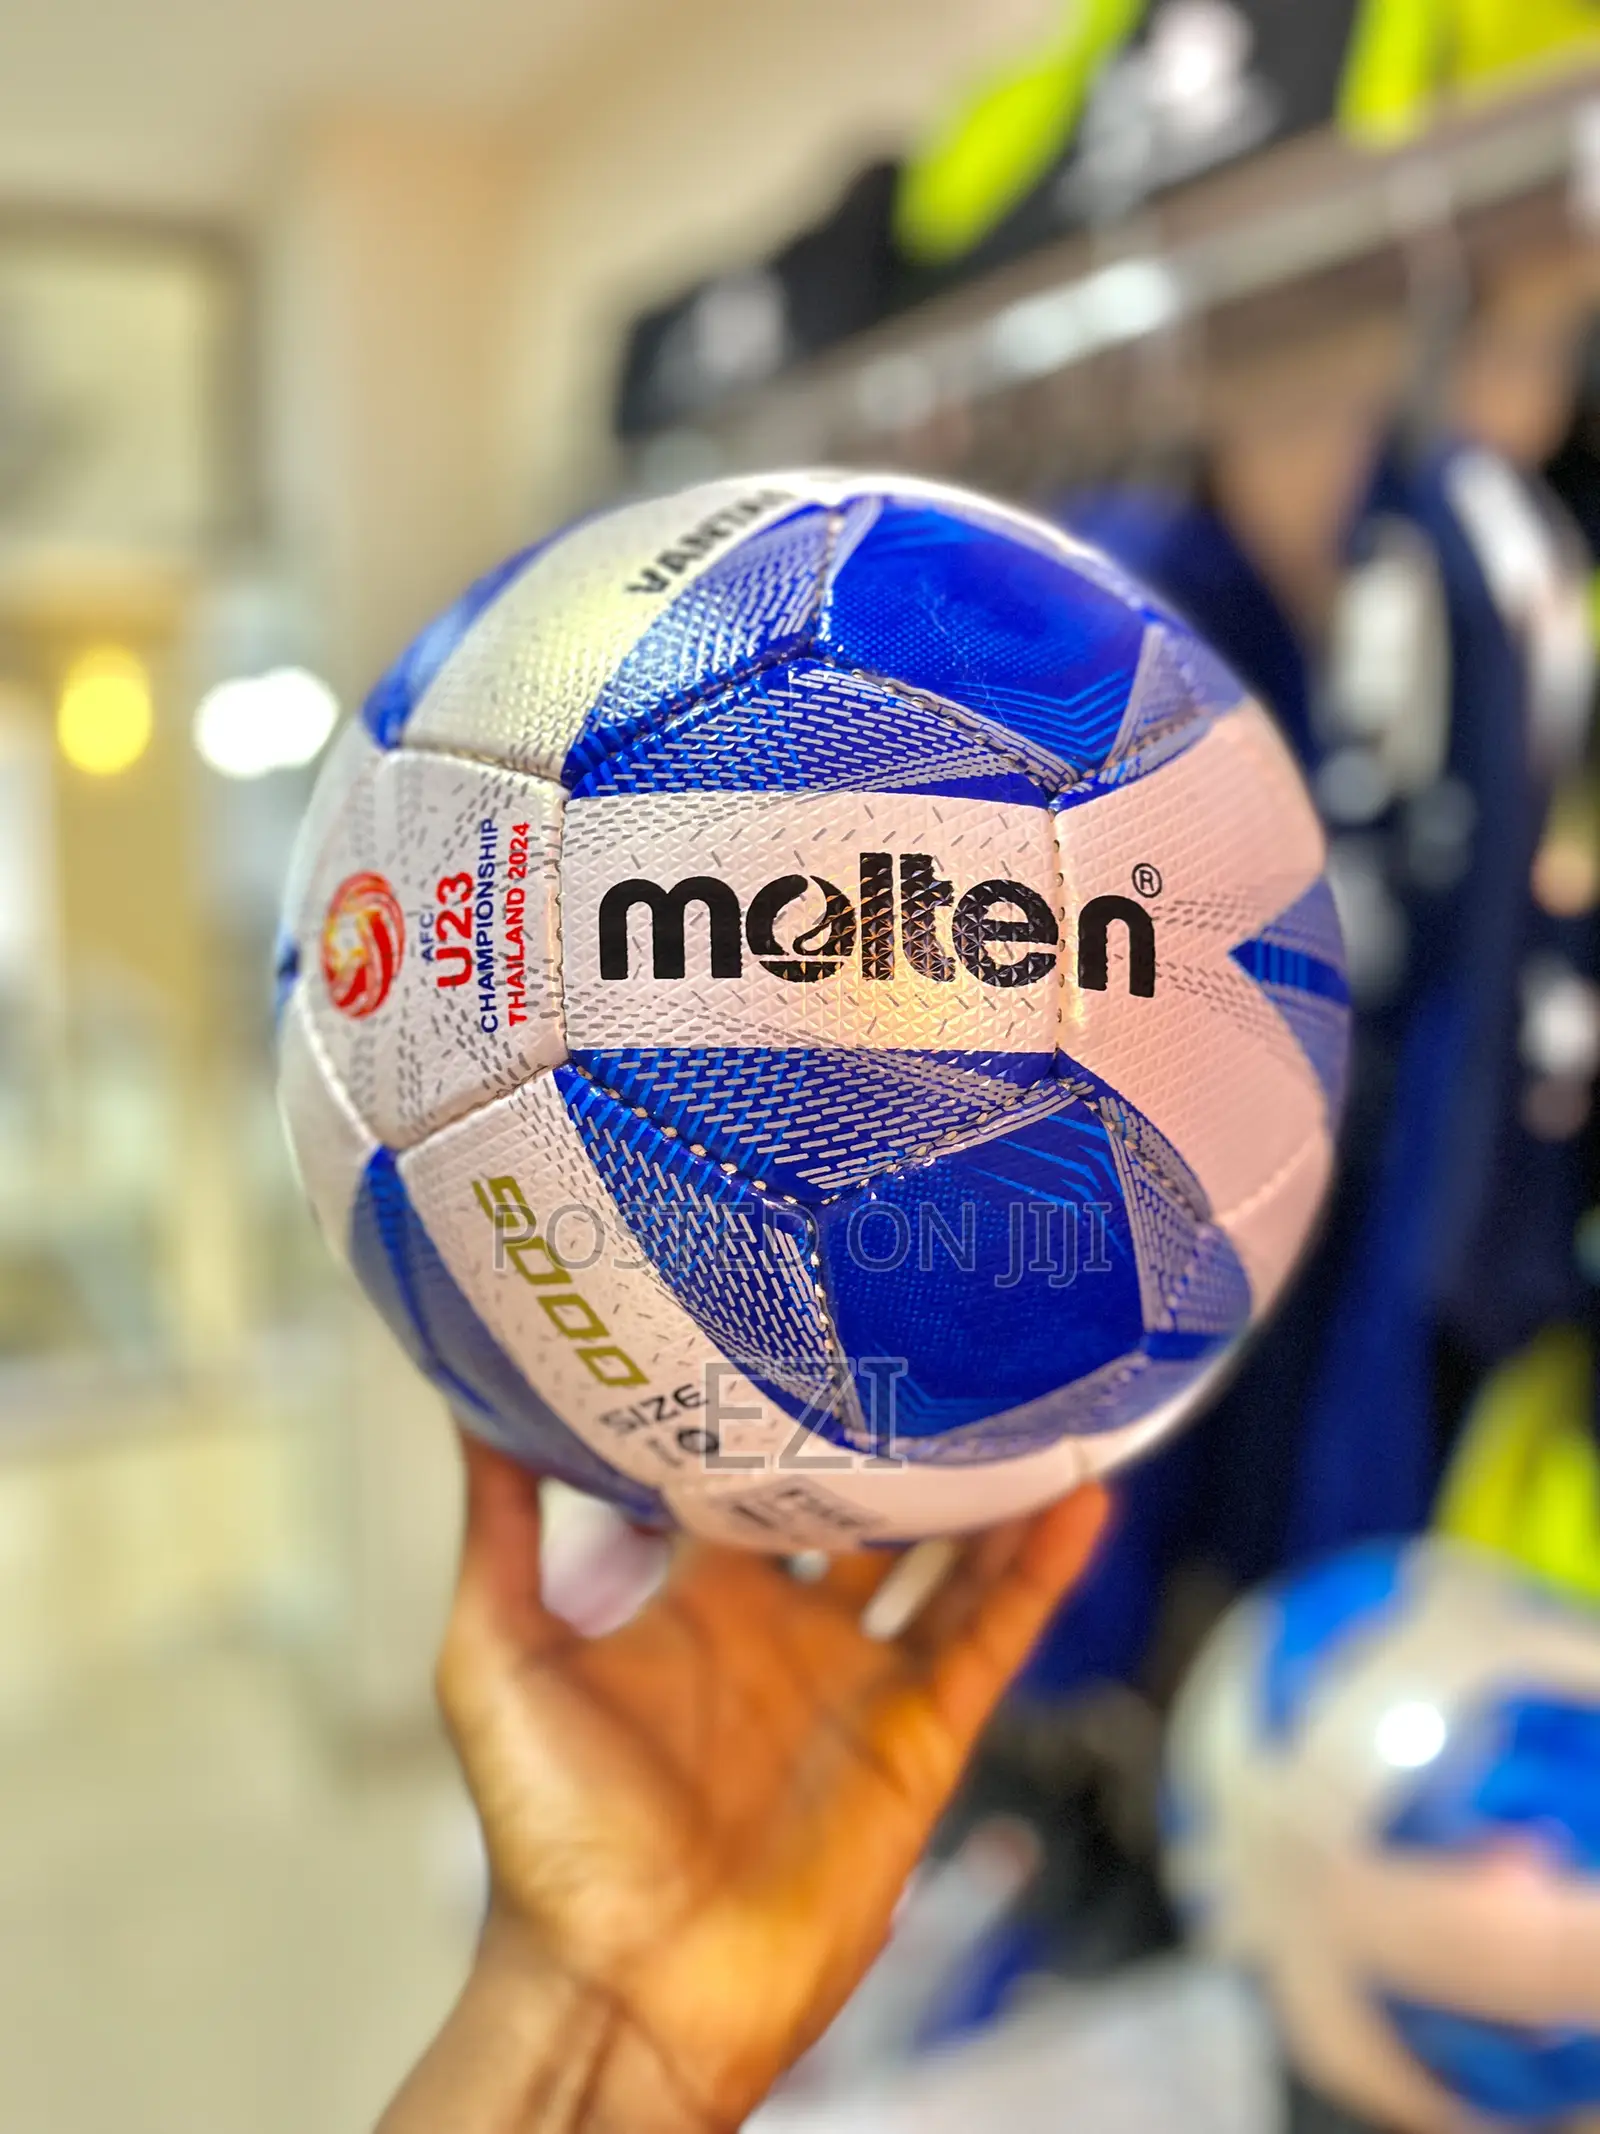 molten®
AFC
U23
CHAMPIONSHIP
THAILAND 2024
5000
SIZE
POSTED ON JIJI
EZI